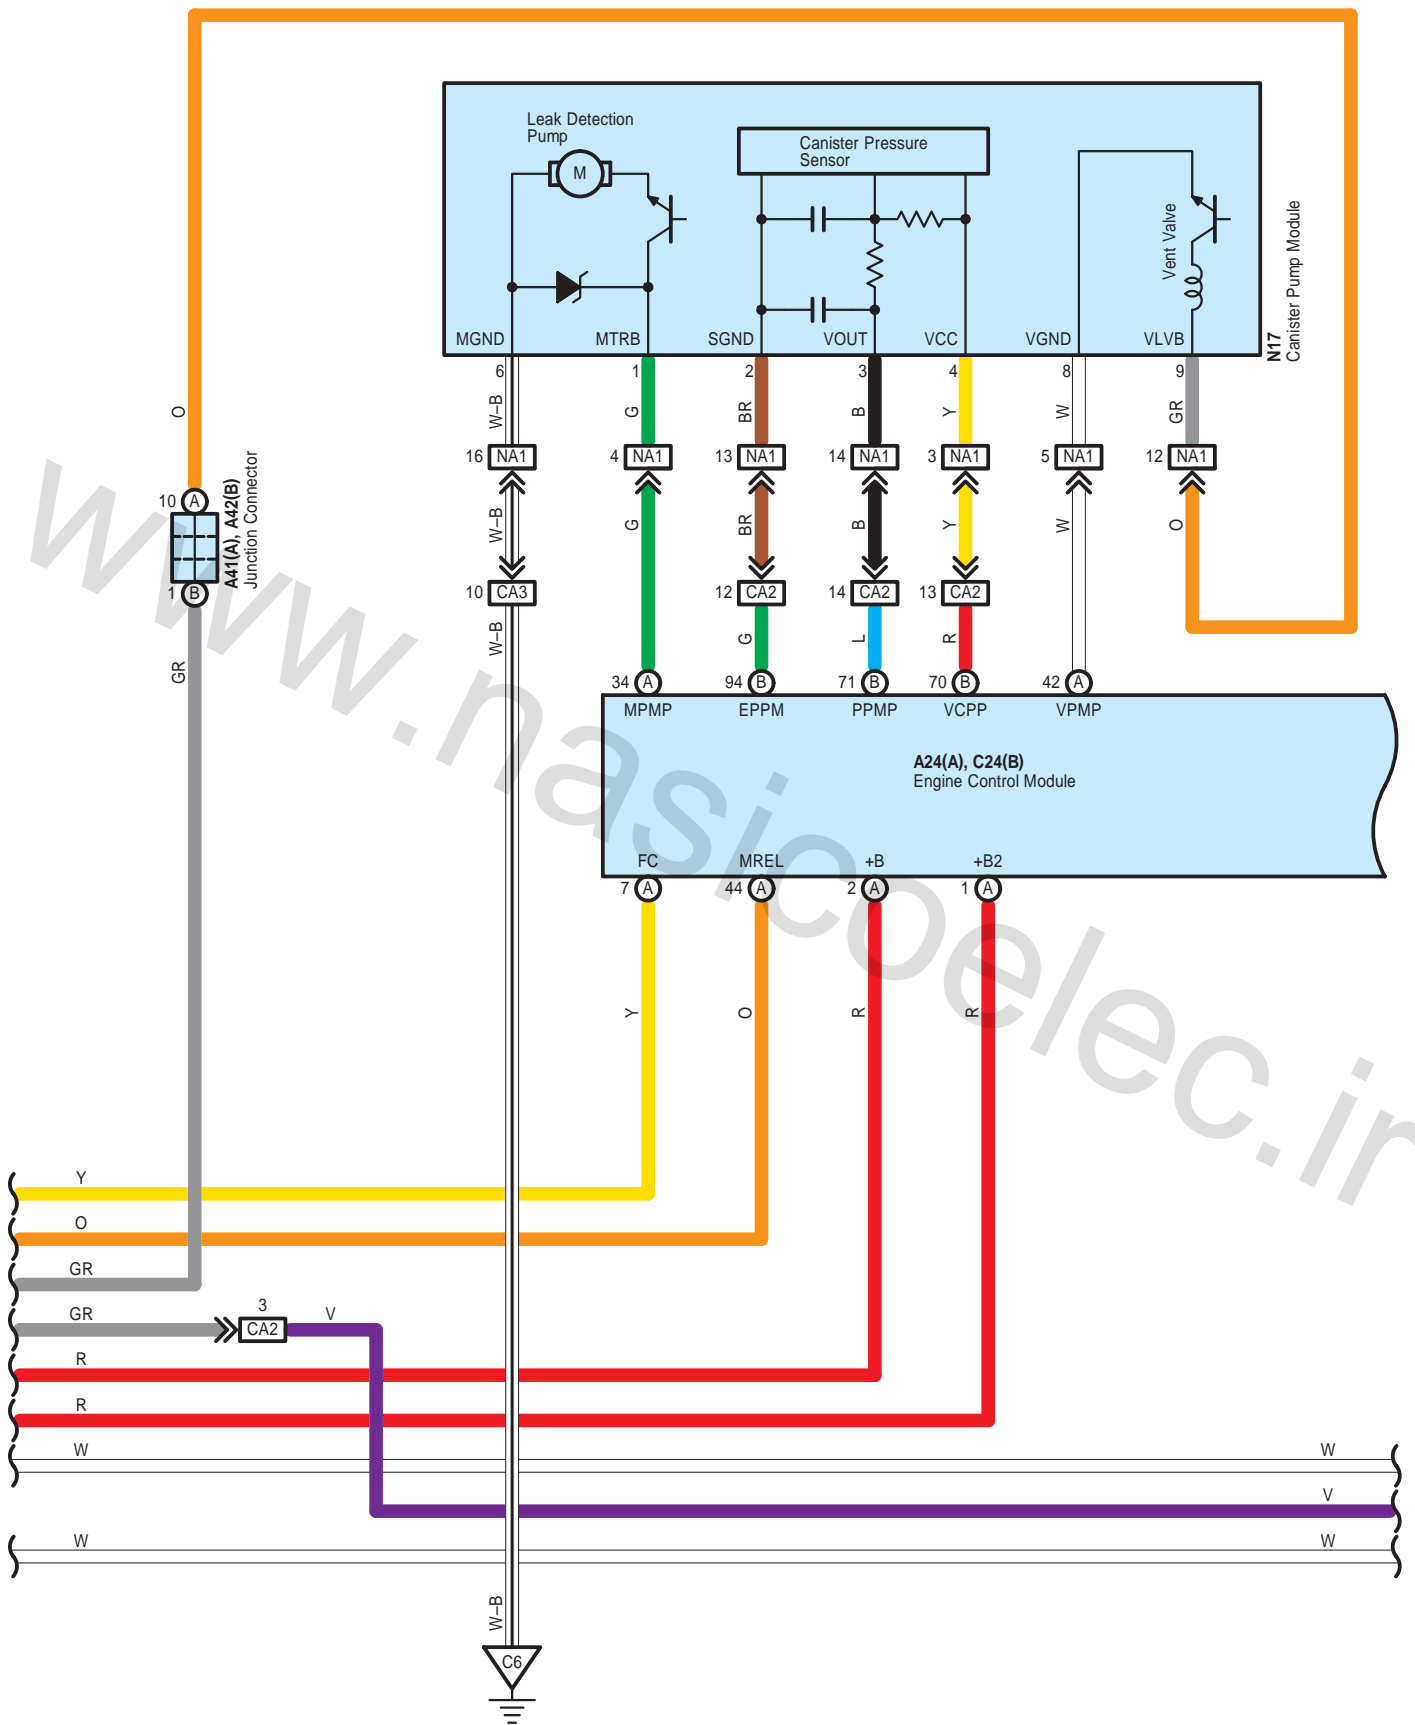 Leak Detection
Pump
M
Canister Pressure
Sensor
Vent Valve
N17
Canister Pump Module
MGND
MTRB
SGND
VOUT
VCC
VGND
VLVB
6
1
2
3
4
8
9
O
W–B
G
BR
B
Y
W
GR
16 NA1
4 NA1
13 NA1
14 NA1
3 NA1
5 NA1
12 NA1
10 A
A41(A), A42(B)
Junction Connector
1 B
W–B
G
BR
B
Y
W
O
10 CA3
12 CA2
14 CA2
13 CA2
GR
W–B
G
L
R
34 A
94 B
71 B
70 B
42 A
MPMP
EPPM
PPMP
VCPP
VPMP
A24(A), C24(B)
Engine Control Module
FC
MREL
+B
+B2
7 A
44 A
2 A
1 A
Y
O
R
R
www.nasicoelec.ir
Y
O
GR
GR
3
CA2
V
R
R
W
W
V
W
W
W–B
C6